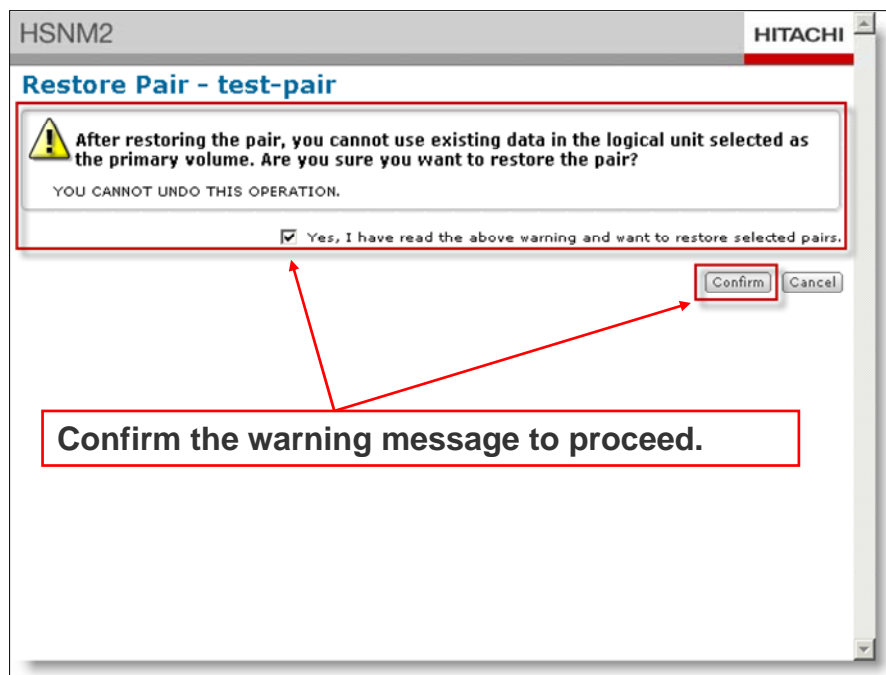 HSNM2
HITACHI
Restore Pair - test-pair
After restoring the pair, you cannot use existing data in the logical unit selected as
the primary volume. Are you sure you want to restore the pair?
YOU CANNOT UNDO THIS OPERATION.
Yes, I have read the above warning and want to restore selected pairs.
Confirm Cancel
Confirm the warning message to proceed.